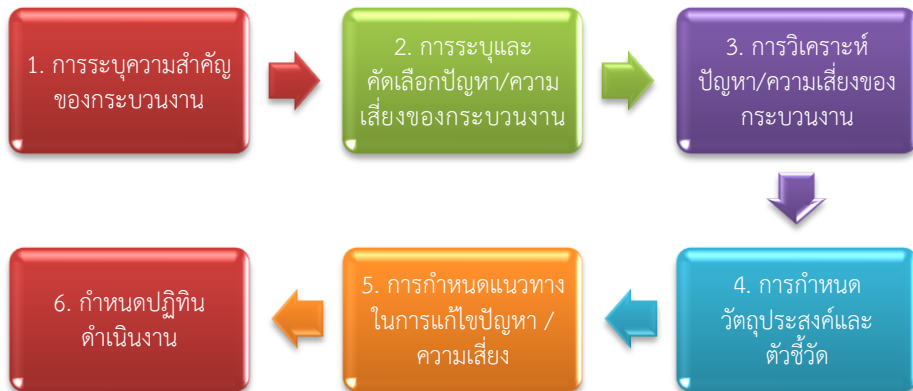 1. การระบุความสำคัญ
ของกระบวนงาน
2. การระบุและ
คัดเลือกปัญหา/ความ
เสี่ยงของกระบวนงาน
3. การวิเคราะห์
ปัญหา/ความเสี่ยงของ
กระบวนงาน
4. การกำหนด
วัตถุประสงค์และ
ตัวชี้วัด
5. การกำหนดแนวทาง
ในการแก้ไขปัญหา /
ความเสี่ยง
6. กำหนดปฏิทิน
ดำเนินงาน